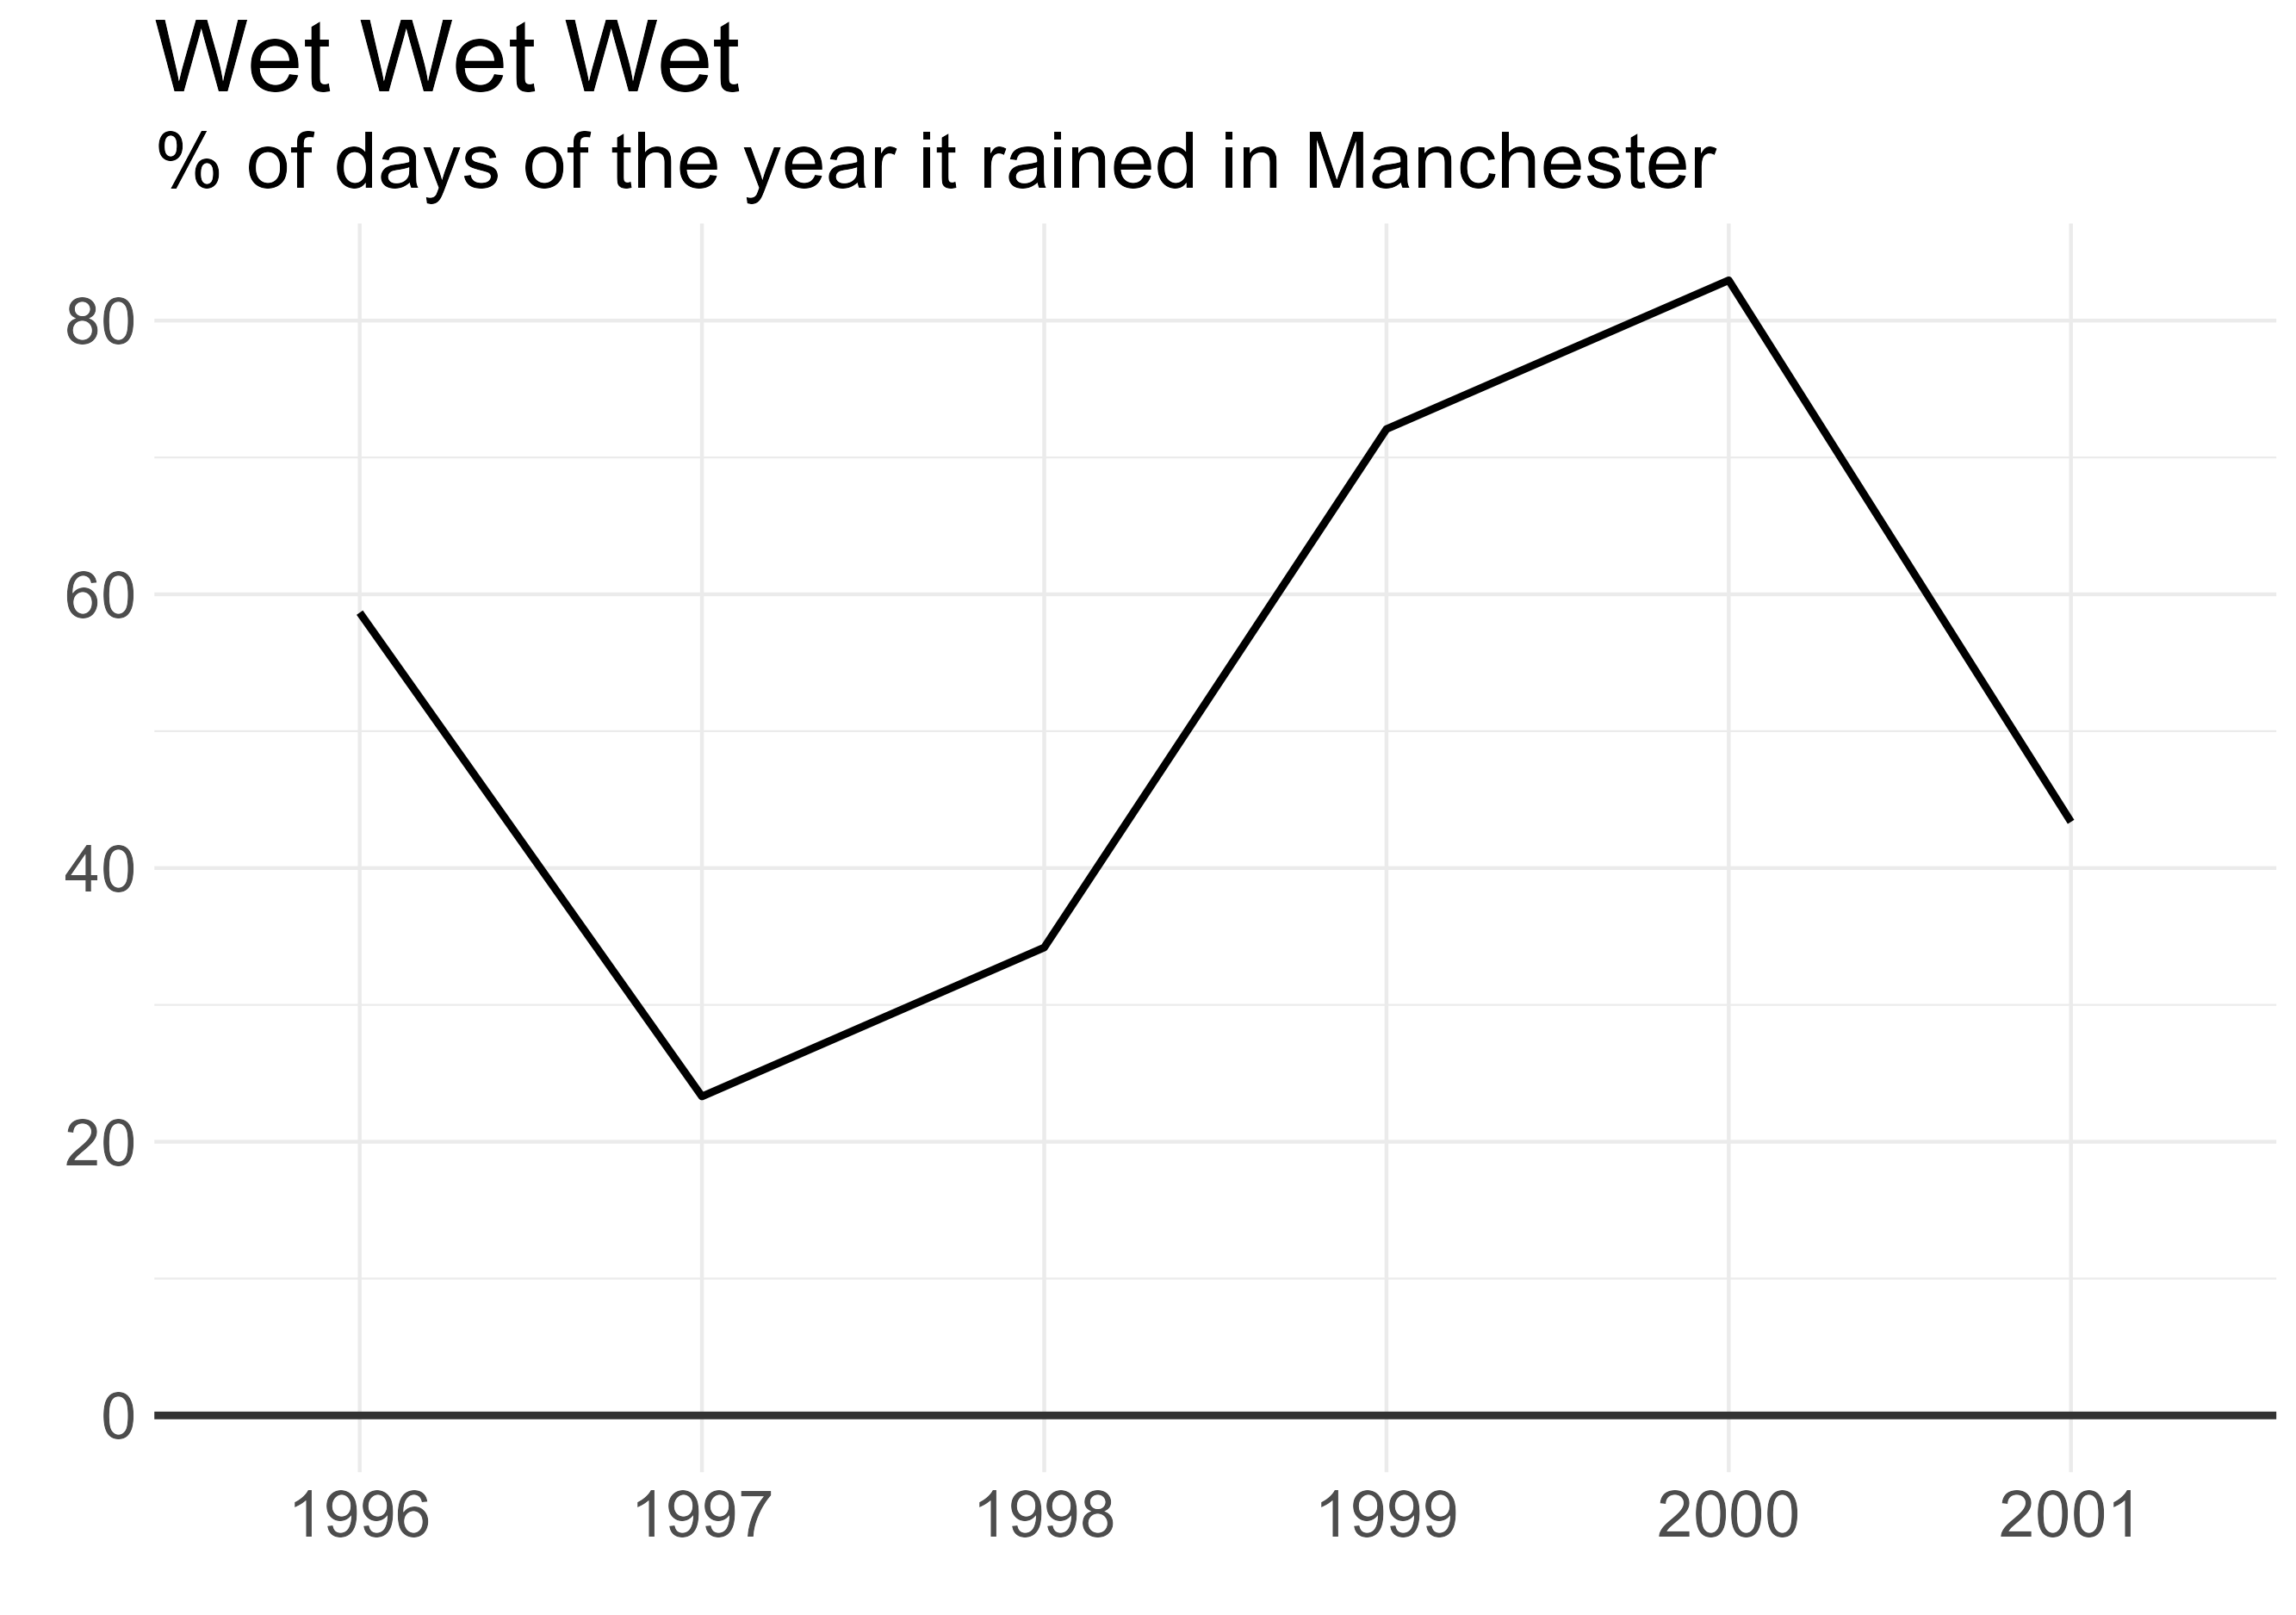 Wet Wet Wet
% of days of the year it rained in Manchester
80
60
40
20
0
1996 1997 1998 1999 2000 2001